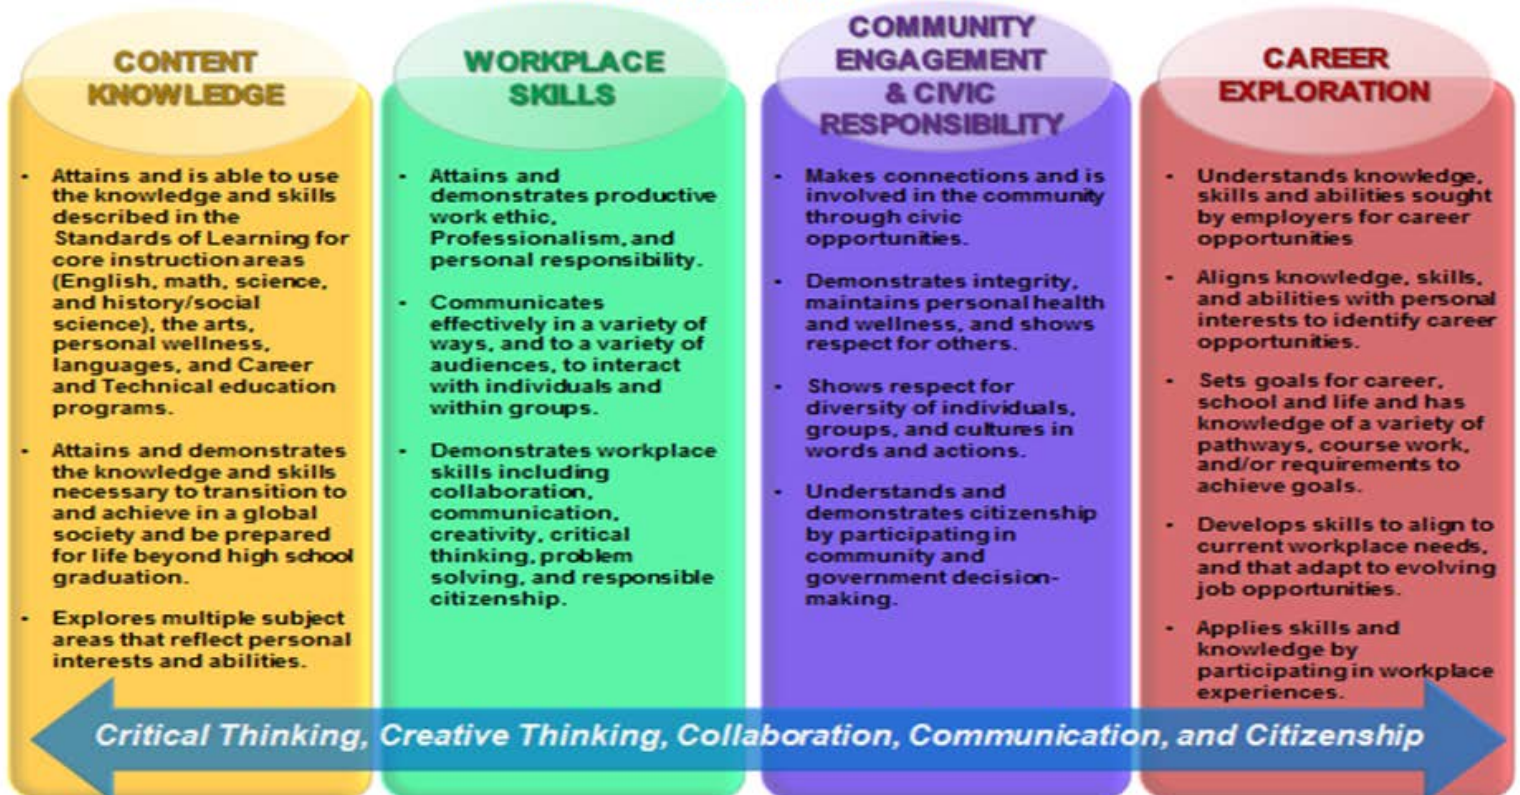 CONTENT
KNOWLEDGE
• Attains and is able to use
the knowledge and skills
described in the
Standards of Learning for
core instruction areas
(English, math, science,
and history/social
science), the arts,
personal wellness,
languages, and Career
and Technical education
programs.
• Attains and demonstrates
the knowledge and skills
necessary to transition to
and achieve in a global
society and be prepared
for life beyond high school
graduation.
• Explores multiple subject
areas that reflect personal
interests and abilities.
WORKPLACE
SKILLS
• Attains and
demonstrates productive
work ethic,
Professionalism, and
personal responsibility.
• Communicates
effectively in a variety of
ways, and to a variety of
audiences, to interact
with individuals and
within groups.
• Demonstrates workplace
skills including
collaboration,
communication,
creativity, critical
thinking, problem
solving, and responsible
citizenship.
COMMUNITY
ENGAGEMENT
& CIVIC
RESPONSIBILITY
• Makes connections and is
involved in the community
through civic
opportunities.
• Demonstrates integrity,
maintains personal health
and wellness, and shows
respect for others.
• Shows respect for
diversity of individuals,
groups, and cultures in
words and actions.
• Understands and
demonstrates citizenship
by participating in
community and
government decision-
making.
CAREER
EXPLORATION
• Understands knowledge,
skills and abilities sought
by employers for career
opportunities
• Aligns knowledge, skills,
and abilities with personal
interests to identify career
opportunities.
• Sets goals for career,
school and life and has
knowledge of a variety of
pathways, course work,
and/or requirements to
achieve goals.
• Develops skills to align to
current workplace needs,
and that adapt to evolving
job opportunities.
• Applies skills and
knowledge by
participating in workplace
experiences.
Critical Thinking, Creative Thinking, Collaboration, Communication, and Citizenship